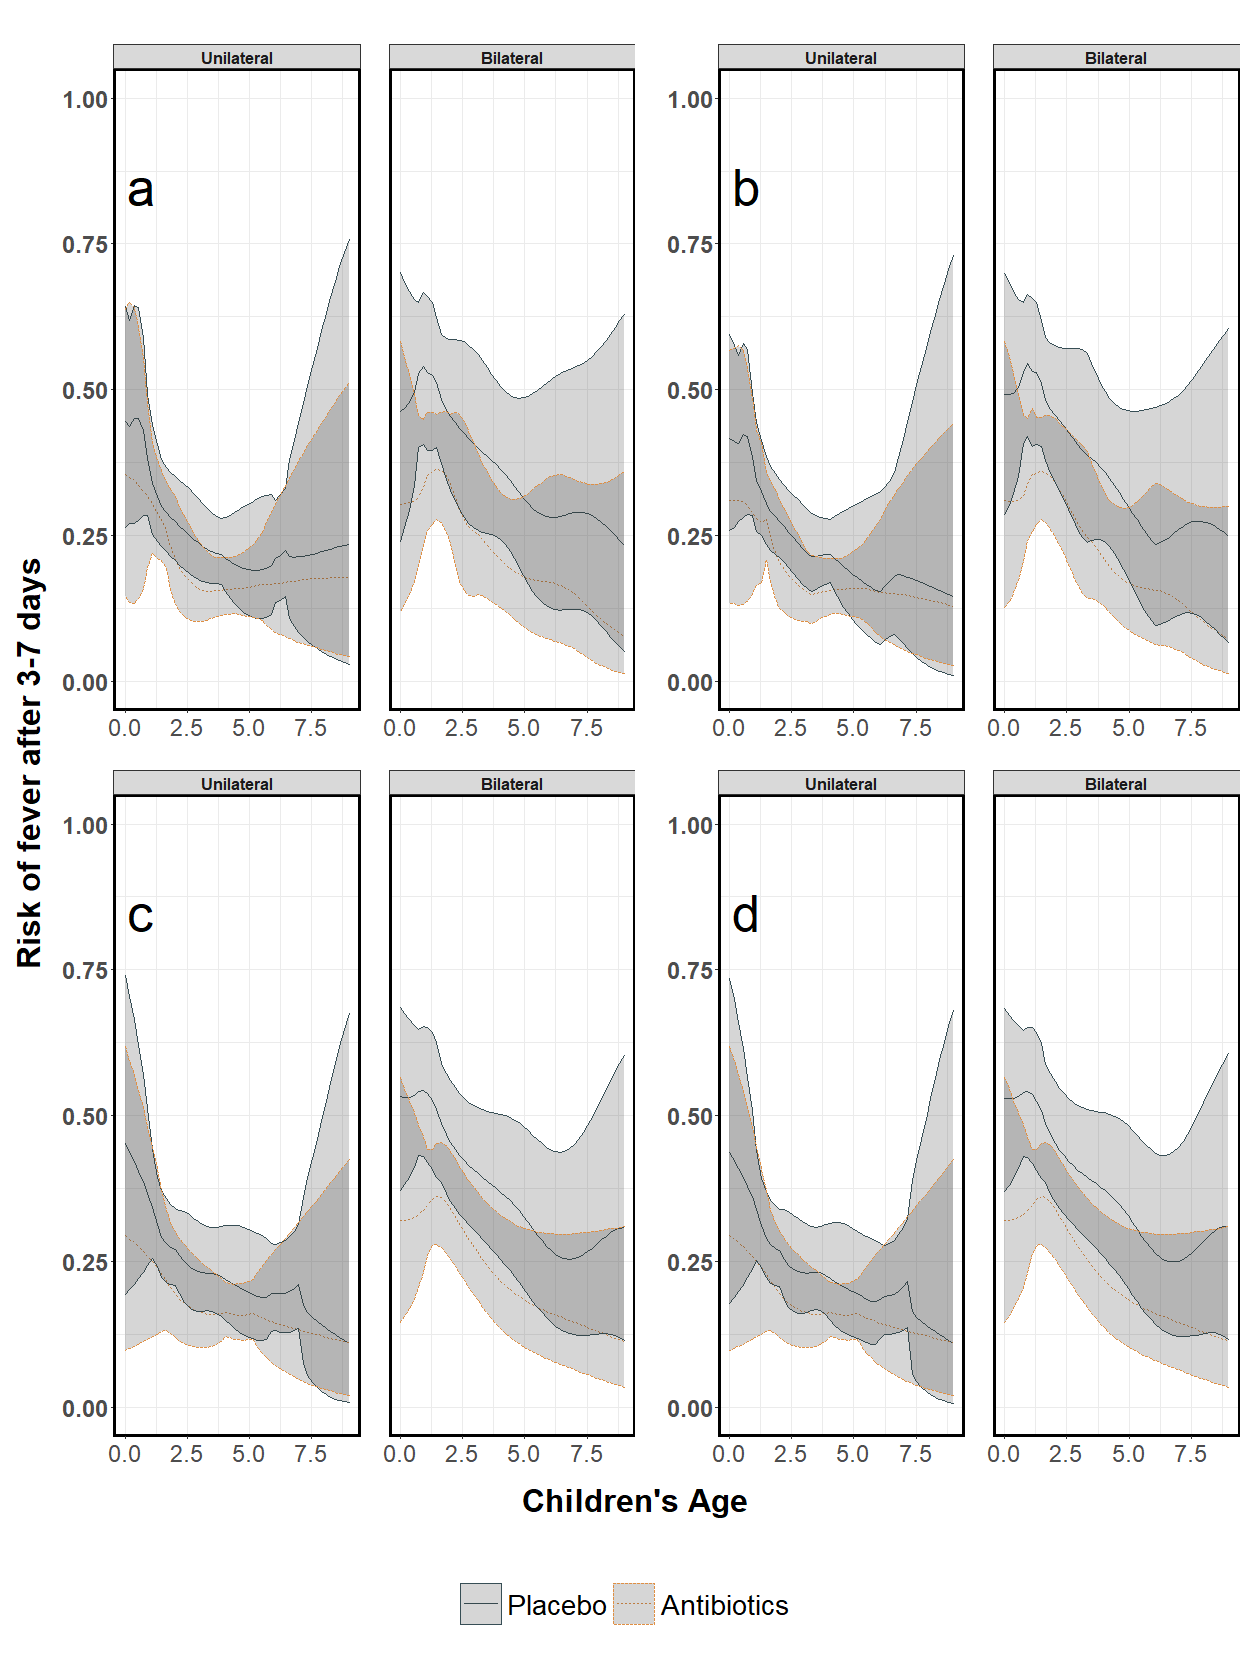 Unilateral Bilateral Unilateral Bilateral
1.00 1.00
a b
0.75 0.75
0.50 0.50
0.25 0.25
0.00 0.00
0.0 2.5 5.0 7.5 0.0 2.5 5.0 7.5 0.0 2.5 5.0 7.5 0.0 2.5 5.0 7.5
Risk of fever after 3-7 days
Unilateral Bilateral Unilateral Bilateral
1.00 1.00
c d
0.75 0.75
0.50 0.50
0.25 0.25
0.00 0.00
0.0 2.5 5.0 7.5 0.0 2.5 5.0 7.5 0.0 2.5 5.0 7.5 0.0 2.5 5.0 7.5
Children's Age
Placebo Antibiotics